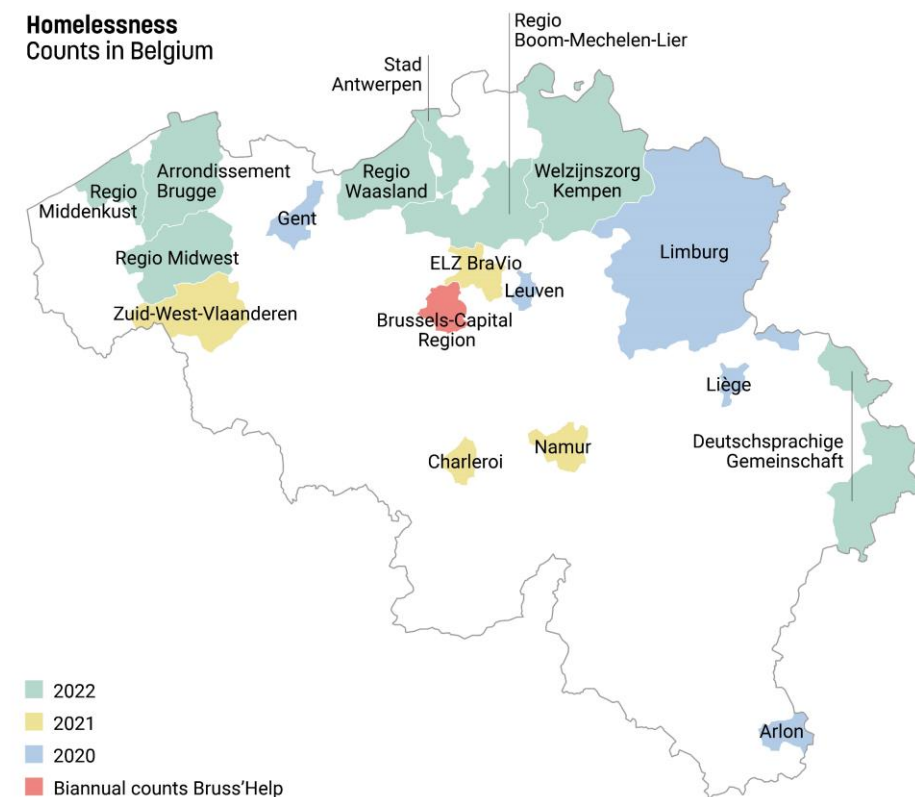 Homelessness
Counts in Belgium
Regio
Boom-Mechelen-Lier
Stad
Antwerpen
Arrondissement
Brugge
Regio
Middenkust
Regio
Waasland
Welzijnszorg
Kempen
Gent
Regio Midwest
Limburg
ELZ BraVio
Leuven
Zuid-West-Vlaanderen
Brussels-Capital
Region
Liège
Deutschsprachige
Gemeinschaft
Charleroi
Namur
Arlon
2022
2021
2020
Biannual counts Bruss'Help